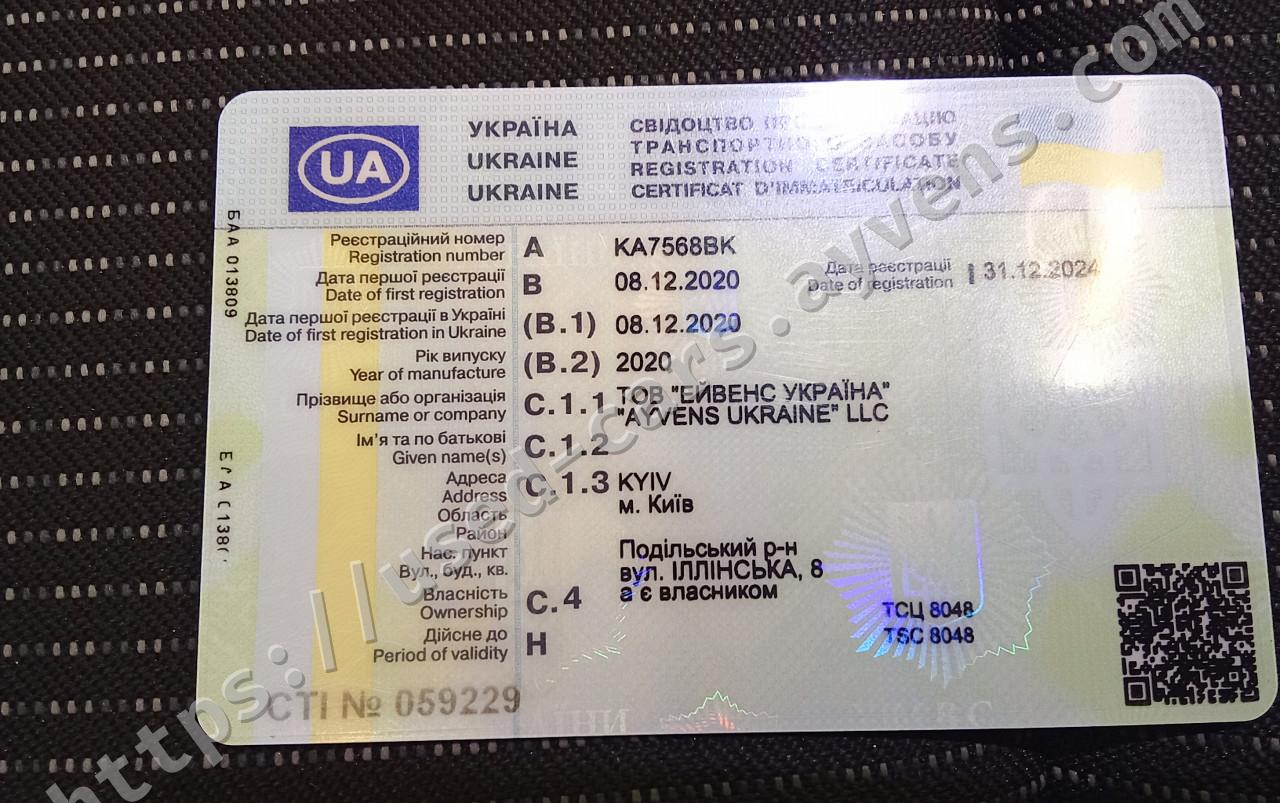 UA
УКРАЇНА
UKRAINE
UKRAINE
СВІДОЦТВО ПРО РЕЄСТРАЦІЮ
ТРАНСПОРТНОГО ЗАСОБУ
REGISTRATION CERTIFICATE
CERTIFICAT D'IMMATRICULATION
БАА 013809
Реєстраційний номер
Registration number
A
KA7568BK
Дата першої реєстрації
Date of first registration
B
08.12.2020
Дата реєстрації
Date of registration
I
31.12.2024
Дата першої реєстрації в Україні
Date of first registration in Ukraine
(B.1)
08.12.2020
Рік випуску
Year of manufacture
(B.2)
2020
Прізвище або організація
Surname or company
C.1.1
ТОВ "ЕЙВЕНС УКРАЇНА"
"AYVENS UKRAINE" LLC
Ім'я та по батькові
Given name(s)
C.1.2
Адреса
Address
Область
Район
Нас. пункт
Вул., буд., кв.
C.1.3
KYIV
м. Київ
Подільський р-н
вул. ІЛЛІНСЬКА, 8
Власність
Ownership
C.4
а є власником
Дійсне до
Period of validity
H
ТСЦ 8048
TSC 8048
СТІ № 059229
https://used-cars.ayvens.com